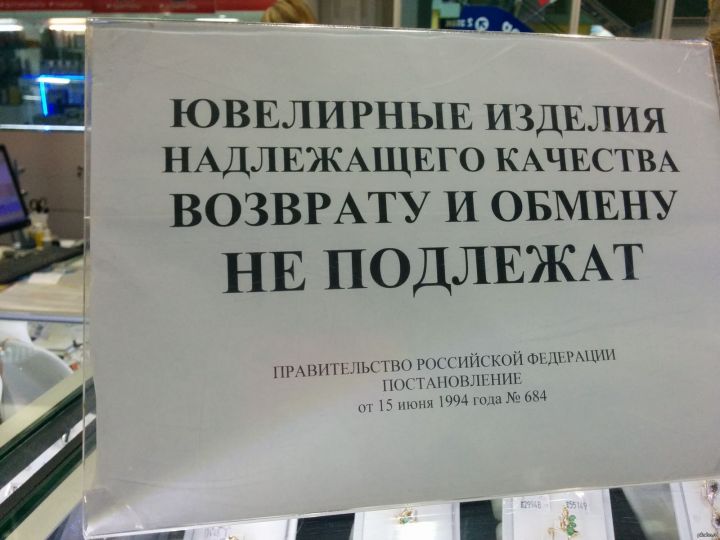 ЮВЕЛИРНЫЕ ИЗДЕЛИЯ
НАДЛЕЖАЩЕГО КАЧЕСТВА
ВОЗВРАТУ И ОБМЕНУ
НЕ ПОДЛЕЖАТ
ПРАВИТЕЛЬСТВО РОССИЙСКОЙ ФЕДЕРАЦИИ
ПОСТАНОВЛЕНИЕ
от 15 июня 1994 года № 684